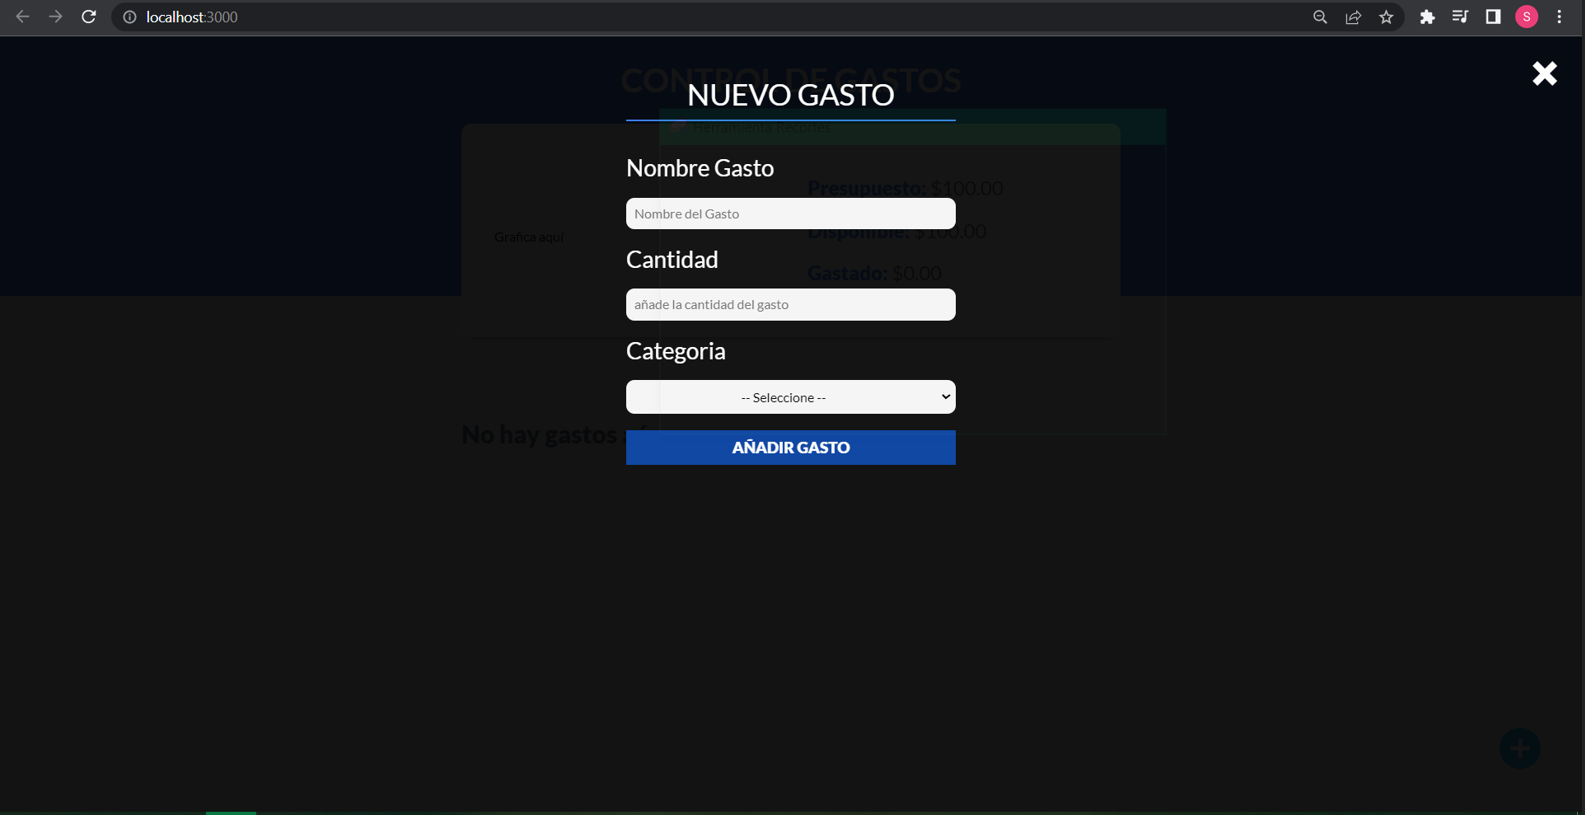 localhost:3000
S
CONTROL DE GASTOS
NUEVO GASTO
Herramienta Recortes
Nombre Gasto
Presupuesto: $100.00
Nombre del Gasto
Disponible: $100.00
Grafica aquí
Cantidad
Gastado: $0.00
añade la cantidad del gasto
Categoria
-- Seleccione --
No hay gastos
AÑADIR GASTO